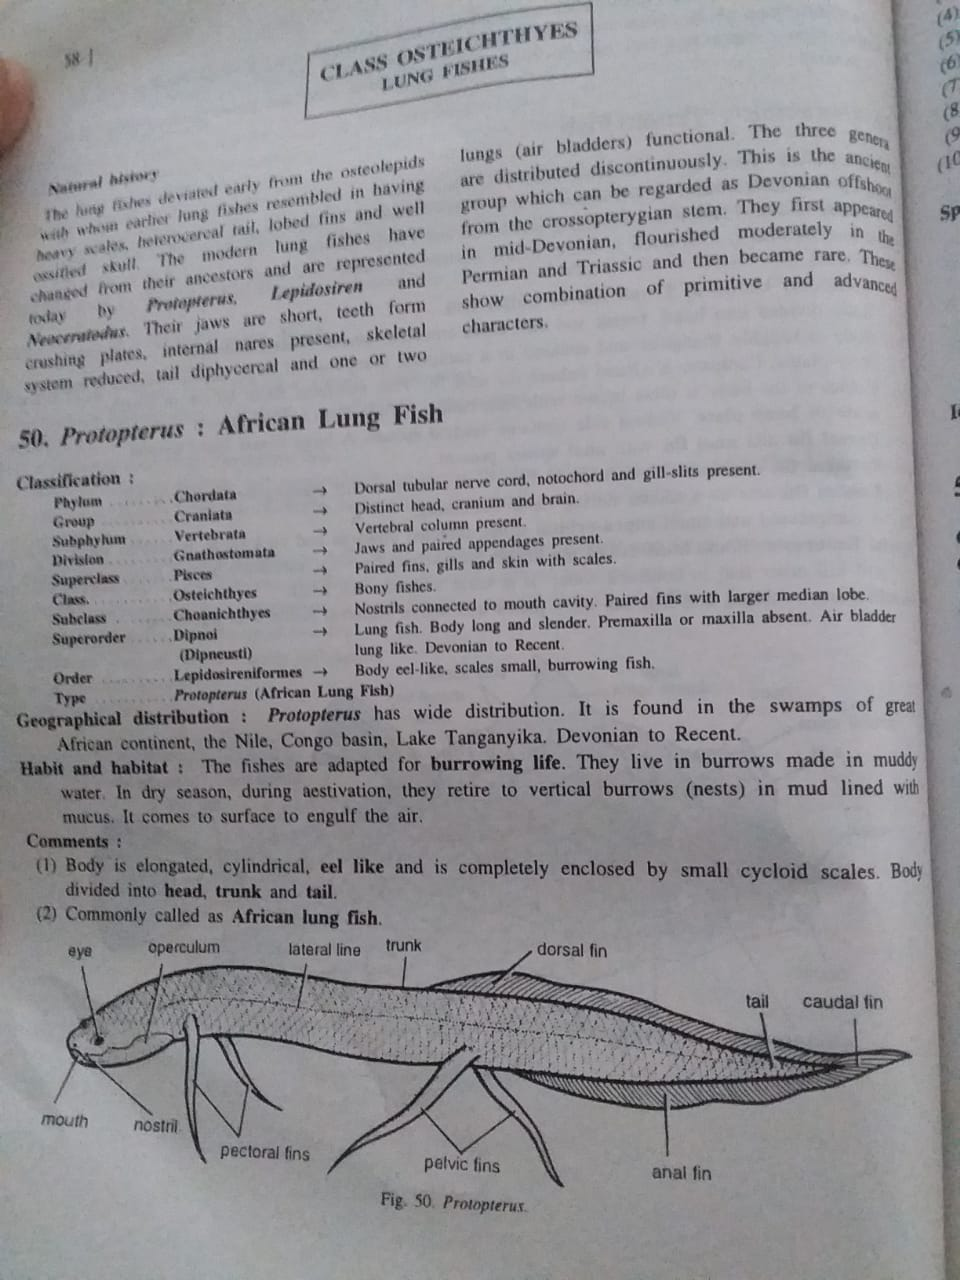 58 |
CLASS OSTEICHTHYES
LUNG FISHES
Natural history
The lung fishes deviated early from the osteolepids
with whom earlier lung fishes resembled in having
heavy scales, heterocercal tail, lobed fins and well
ossified skull. The modern lung fishes have
changed from their ancestors and are represented
today by Protopterus, Lepidosiren and
Neoceratodus. Their jaws are short, teeth form
crushing plates, internal nares present, skeletal
system reduced, tail diphycercal and one or two
lungs (air bladders) functional. The three genera
are distributed discontinuously. This is the ancient
group which can be regarded as Devonian offshoot
from the crossopterygian stem. They first appeared
in mid-Devonian, flourished moderately in the
Permian and Triassic and then became rare. These
show combination of primitive and advanced
characters.
50. Protopterus : African Lung Fish
Classification :
Phylum ........ Chordata → Dorsal tubular nerve cord, notochord and gill-slits present.
Group ........ Craniata → Distinct head, cranium and brain.
Subphylum ...... Vertebrata → Vertebral column present.
Division ........ Gnathostomata → Jaws and paired appendages present.
Superclass ...... Pisces → Paired fins, gills and skin with scales.
Class. ........ Osteichthyes → Bony fishes.
Subclass ....... Choanichthyes → Nostrils connected to mouth cavity. Paired fins with larger median lobe.
Superorder ..... Dipnoi → Lung fish. Body long and slender. Premaxilla or maxilla absent. Air bladder
(Dipneusti) lung like. Devonian to Recent.
Order ......... Lepidosireniformes → Body eel-like, scales small, burrowing fish.
Type ......... Protopterus (African Lung Fish)
Geographical distribution : Protopterus has wide distribution. It is found in the swamps of great
African continent, the Nile, Congo basin, Lake Tanganyika. Devonian to Recent.
Habit and habitat : The fishes are adapted for burrowing life. They live in burrows made in muddy
water. In dry season, during aestivation, they retire to vertical burrows (nests) in mud lined with
mucus. It comes to surface to engulf the air.
Comments :
(1) Body is elongated, cylindrical, eel like and is completely enclosed by small cycloid scales. Body
divided into head, trunk and tail.
(2) Commonly called as African lung fish.
eye operculum lateral line trunk dorsal fin
tail caudal fin
mouth nostril pectoral fins pelvic fins anal fin
Fig. 50. Protopterus.
(4)
(5)
(6)
(7
(8
(9
(10
Sp